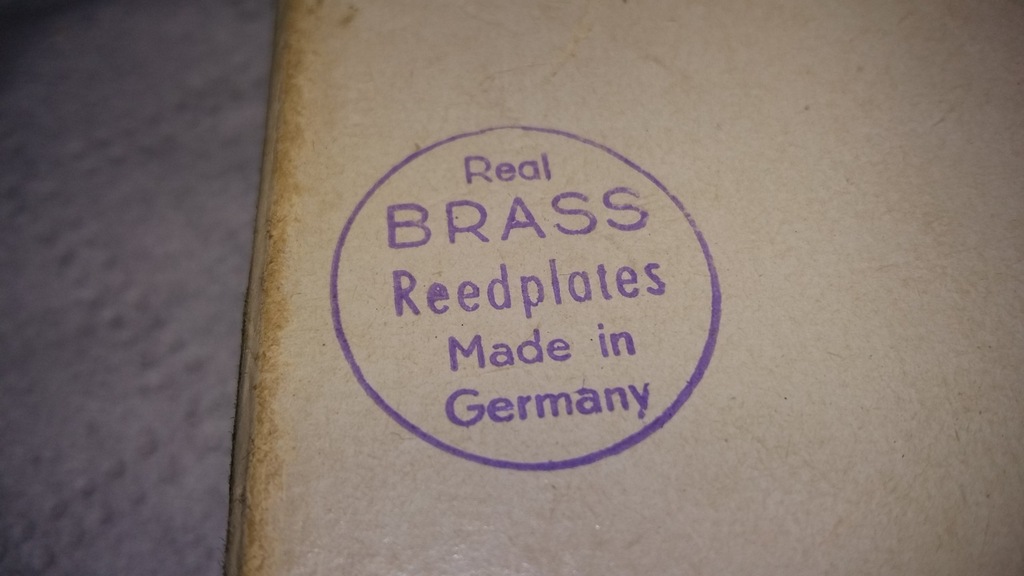 Real
BRASS
Reedplates
Made in
Germany